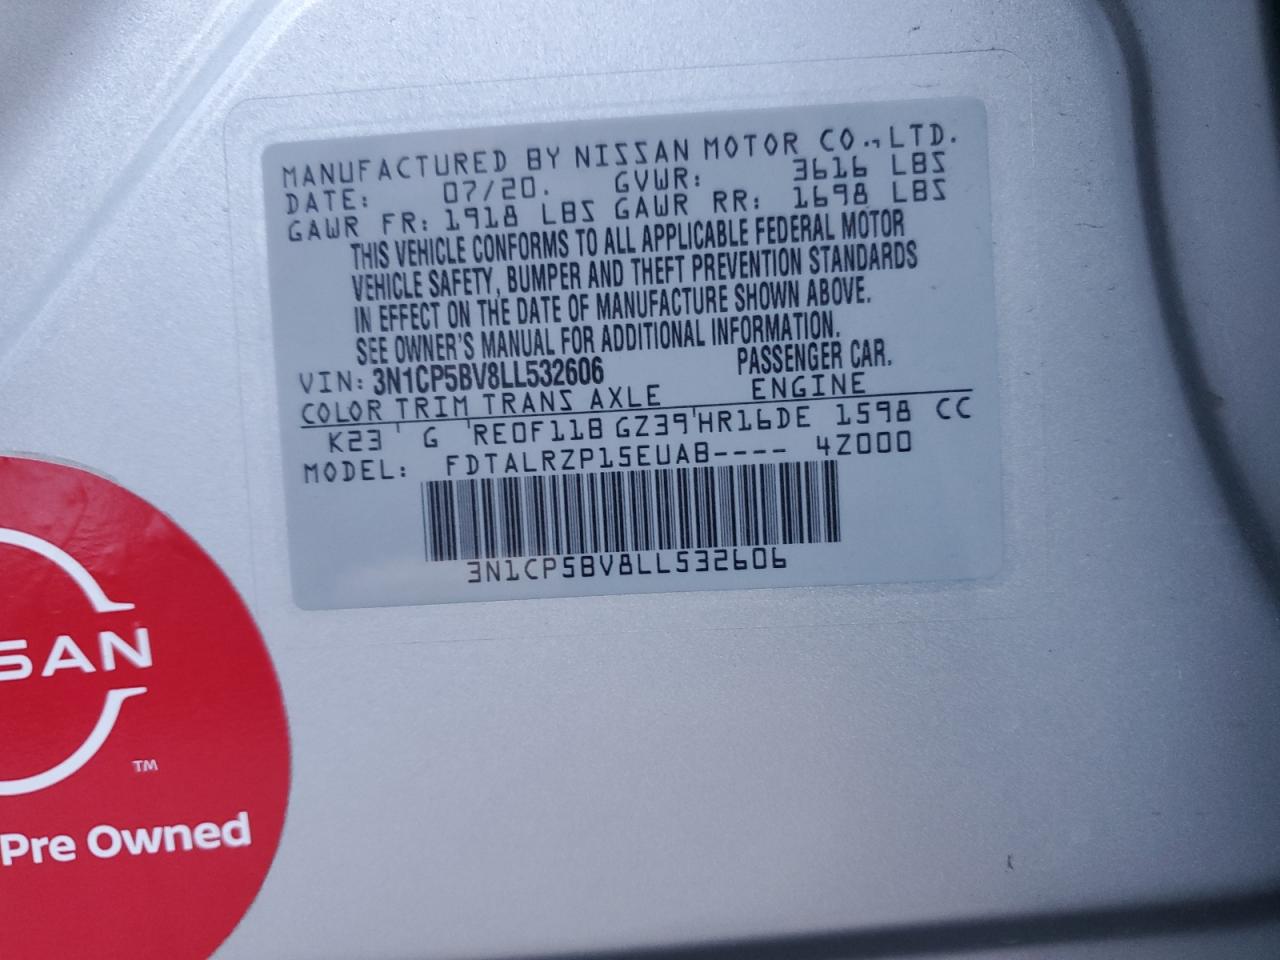 MANUFACTURED BY NISSAN MOTOR CO., LTD.
DATE: 07/20. GVWR: 3616 LBS
GAWR FR: 1918 LBS GAWR RR: 1698 LBS
THIS VEHICLE CONFORMS TO ALL APPLICABLE FEDERAL MOTOR
VEHICLE SAFETY, BUMPER AND THEFT PREVENTION STANDARDS
IN EFFECT ON THE DATE OF MANUFACTURE SHOWN ABOVE.
SEE OWNER'S MANUAL FOR ADDITIONAL INFORMATION.
VIN: 3N1CP5BV8LL532606 PASSENGER CAR.
COLOR TRIM TRANS AXLE ENGINE
K23 ' G ' RE0F11B GZ39 ' HR16DE 1598 CC
MODEL: FDTALRZP15EUAB---- 4Z000
3N1CP5BV8LL532606
SSAN
TM
Pre Owned